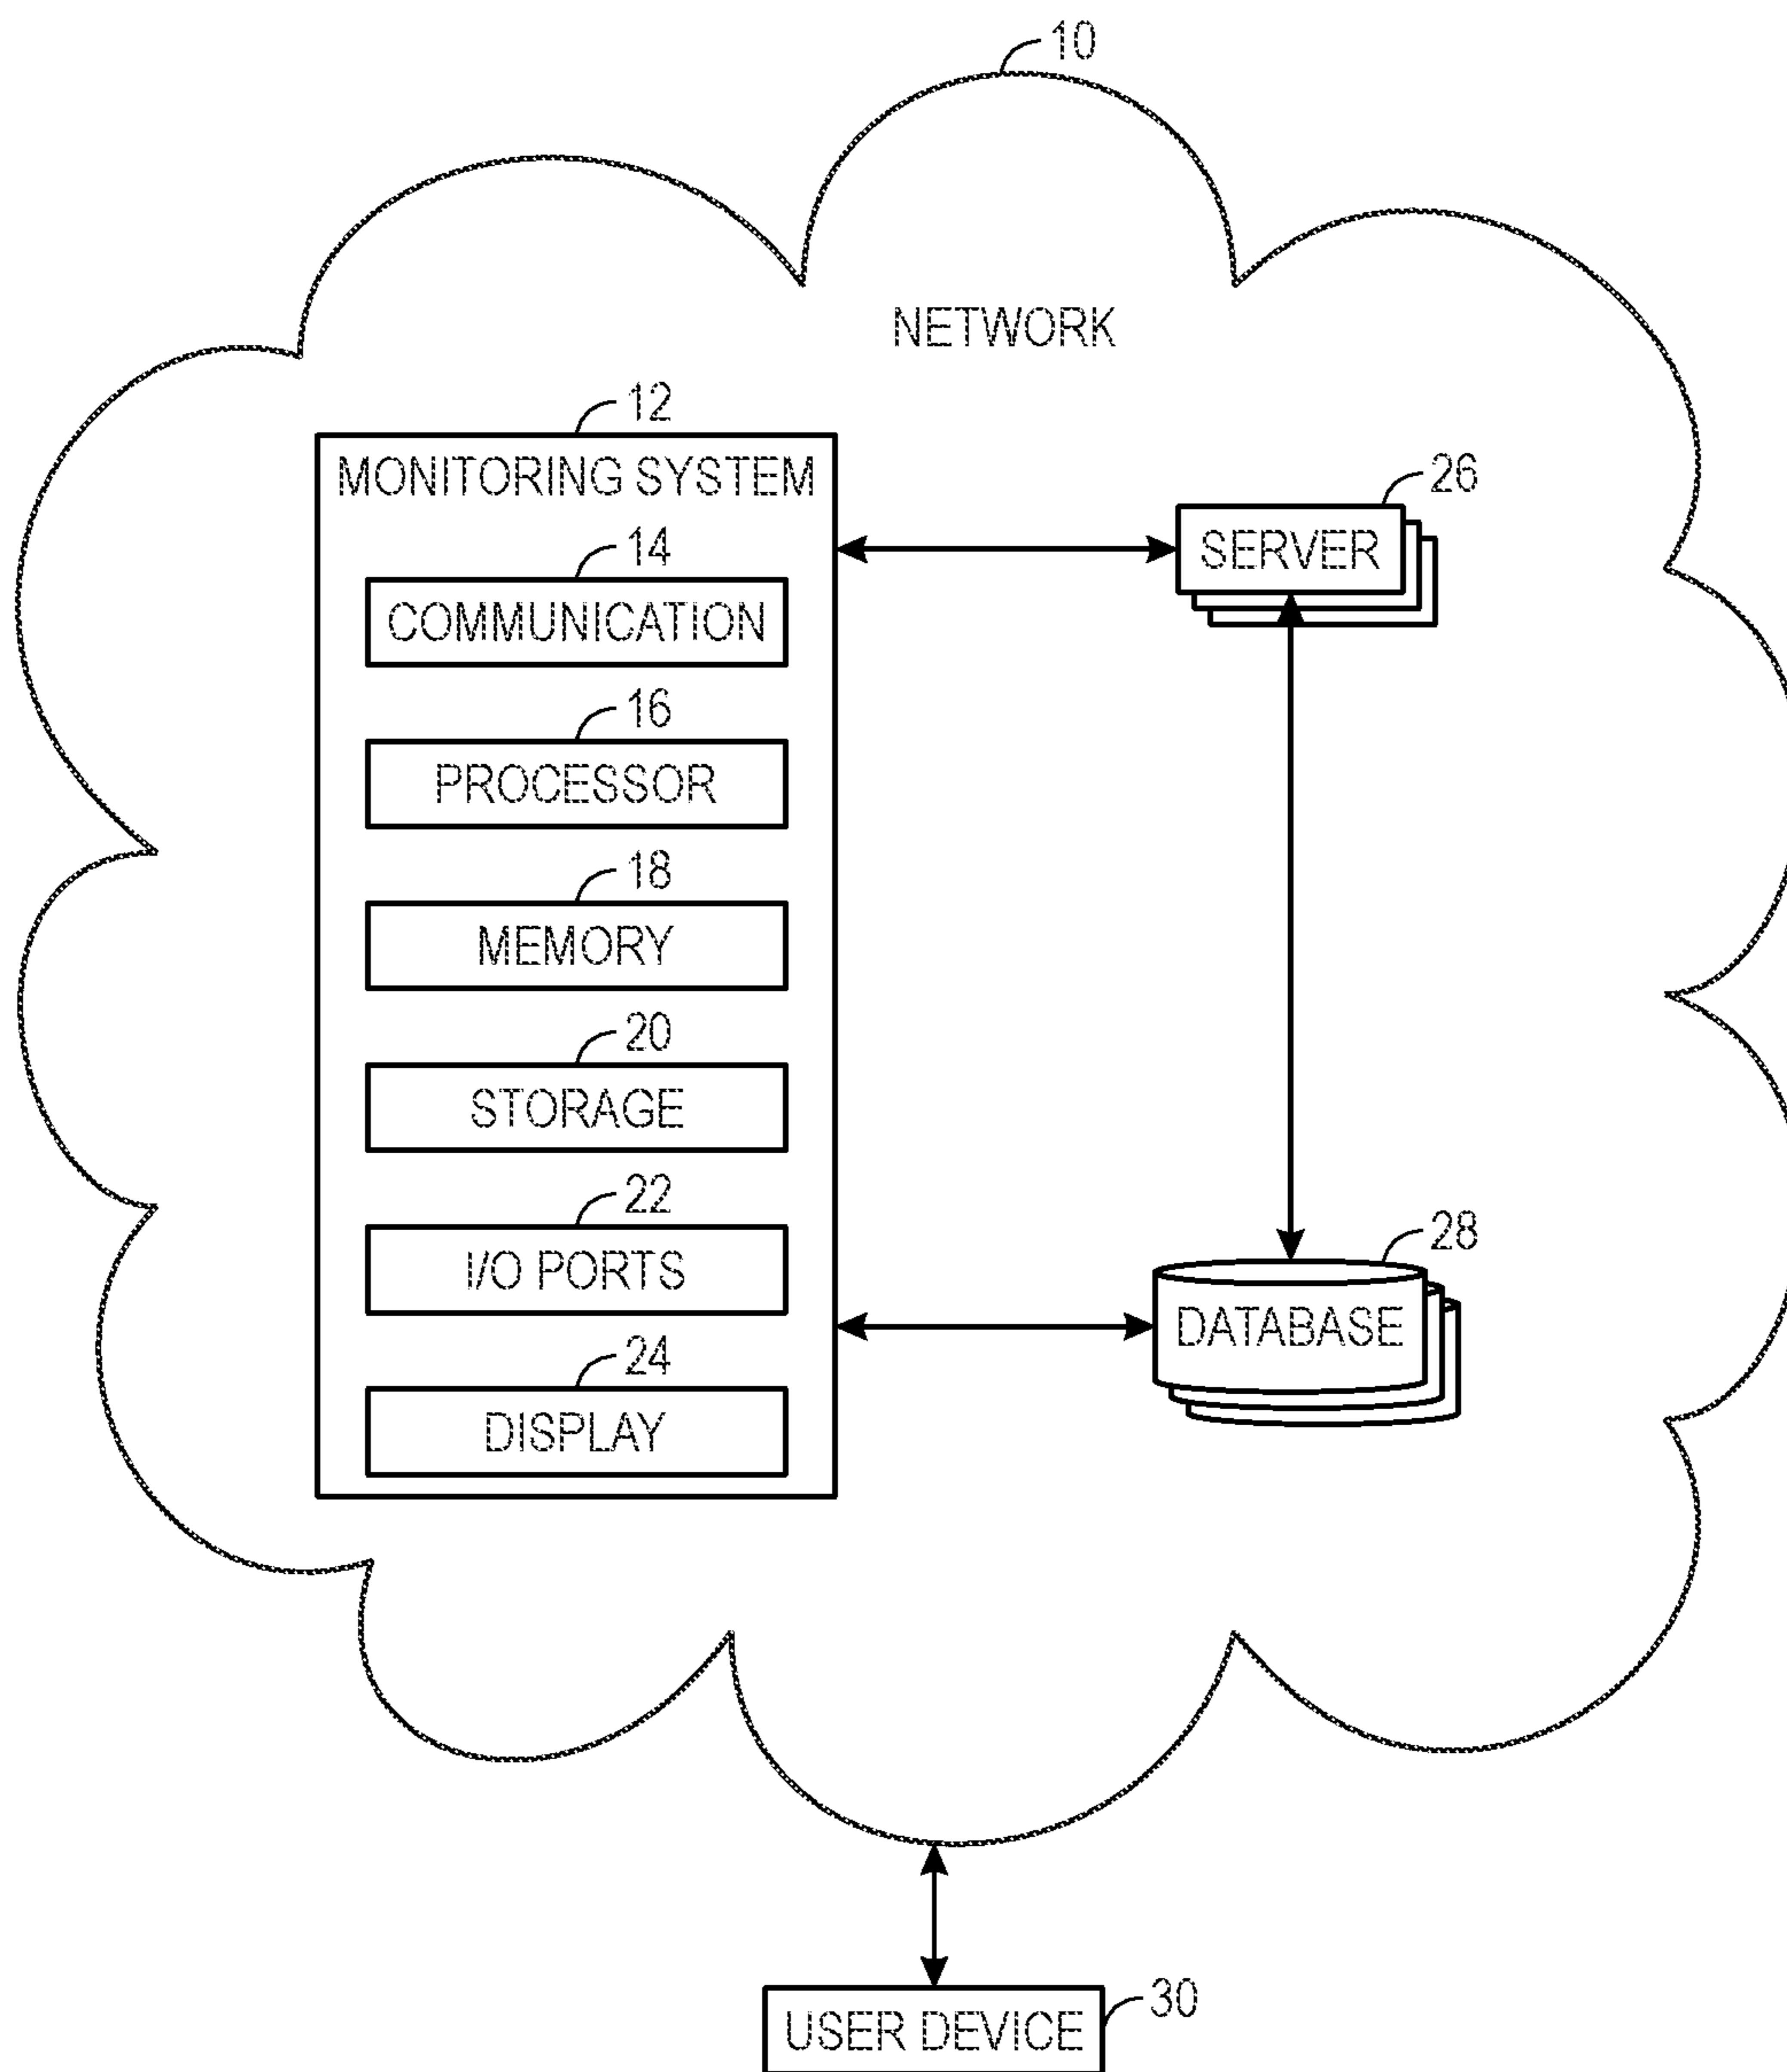 10
NETWORK
12
MONITORING SYSTEM
26
SERVER
14
COMMUNICATION
16
PROCESSOR
18
MEMORY
20
STORAGE
22
I/O PORTS
28
DATABASE
24
DISPLAY
30
USER DEVICE